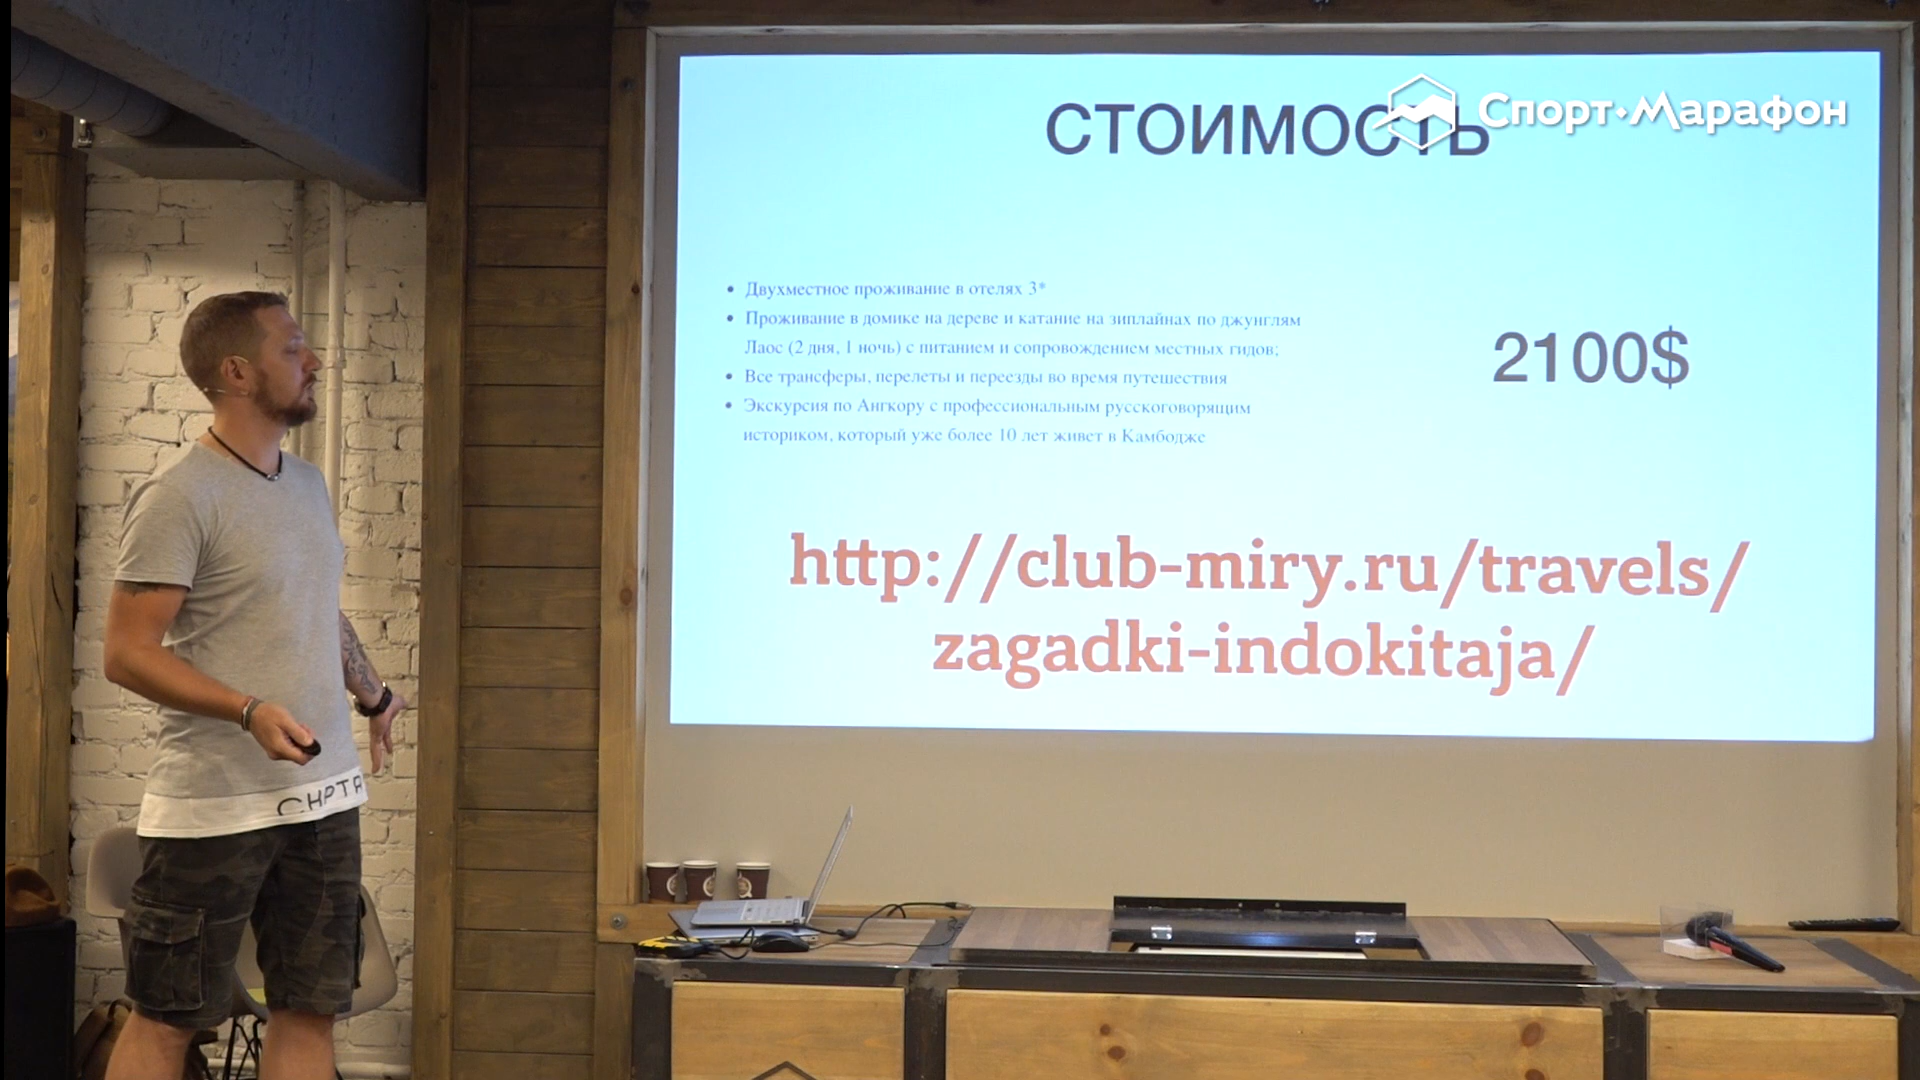 СТОИМОСТЬ
Спорт·Марафон
• Двухместное проживание в отелях 3*
• Проживание в домике на дереве и катание на зиплайнах по джунглям
Лаос (2 дня, 1 ночь) с питанием и сопровождением местных гидов;
• Все трансферы, перелеты и переезды во время путешествия
• Экскурсия по Ангкору с профессиональным русскоговорящим
историком, который уже более 10 лет живет в Камбодже
2100$
http://club-miry.ru/travels/
zagadki-indokitaja/
CHPTR